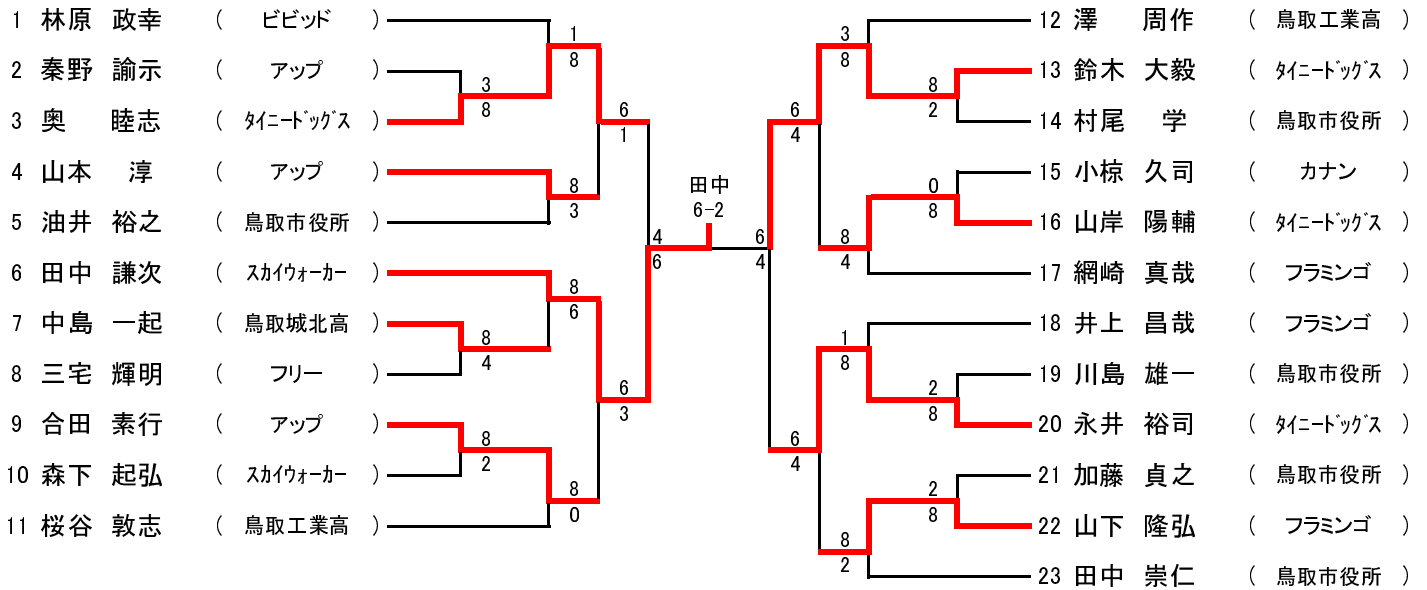 1 林原 政幸 ( ビビッド )
2 秦野 諭示 ( アップ )
3 奥 睦志 ( タイニードッグス )
4 山本 淳 ( アップ )
5 油井 裕之 ( 鳥取市役所 )
6 田中 謙次 ( スカイウォーカー )
7 中島 一起 ( 鳥取城北高 )
8 三宅 輝明 ( フリー )
9 合田 素行 ( アップ )
10 森下 起弘 ( スカイウォーカー )
11 桜谷 敦志 ( 鳥取工業高 )
3
8
8
4
8
2
1
8
8
3
8
6
8
0
6
1
6
3
4
6
田中
6-2
6
4
6
4
6
4
3
8
8
4
1
8
8
2
8
2
0
8
2
8
2
8
12 澤 周作 ( 鳥取工業高 )
13 鈴木 大毅 ( タイニードッグス )
14 村尾 学 ( 鳥取市役所 )
15 小椋 久司 ( カナン )
16 山岸 陽輔 ( タイニードッグス )
17 網崎 真哉 ( フラミンゴ )
18 井上 昌哉 ( フラミンゴ )
19 川島 雄一 ( 鳥取市役所 )
20 永井 裕司 ( タイニードッグス )
21 加藤 貞之 ( 鳥取市役所 )
22 山下 隆弘 ( フラミンゴ )
23 田中 崇仁 ( 鳥取市役所 )